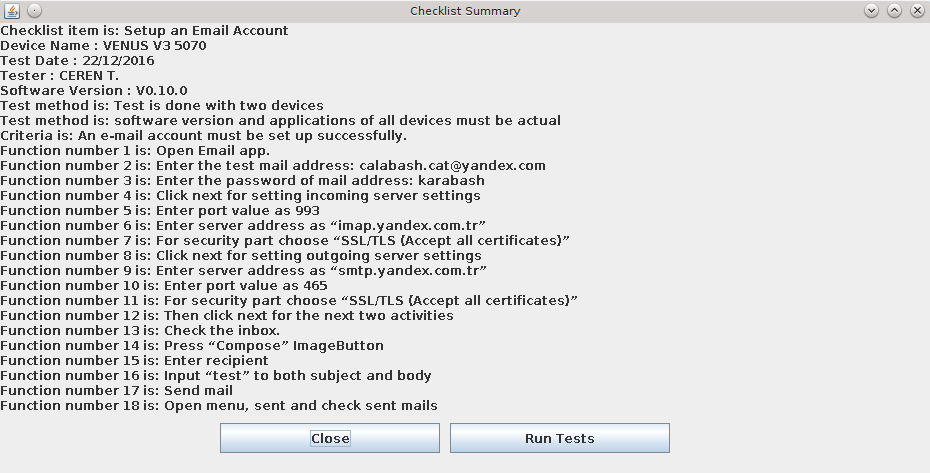 Checklist Summary
Checklist item is: Setup an Email Account
Device Name : VENUS V3 5070
Test Date : 22/12/2016
Tester : CEREN T.
Software Version : V0.10.0
Test method is: Test is done with two devices
Test method is: software version and applications of all devices must be actual
Criteria is: An e-mail account must be set up successfully.
Function number 1 is: Open Email app.
Function number 2 is: Enter the test mail address: calabash.cat@yandex.com
Function number 3 is: Enter the password of mail address: karabash
Function number 4 is: Click next for setting incoming server settings
Function number 5 is: Enter port value as 993
Function number 6 is: Enter server address as “imap.yandex.com.tr”
Function number 7 is: For security part choose “SSL/TLS (Accept all certificates)”
Function number 8 is: Click next for setting outgoing server settings
Function number 9 is: Enter server address as “smtp.yandex.com.tr”
Function number 10 is: Enter port value as 465
Function number 11 is: For security part choose “SSL/TLS (Accept all certificates)”
Function number 12 is: Then click next for the next two activities
Function number 13 is: Check the inbox.
Function number 14 is: Press “Compose” ImageButton
Function number 15 is: Enter recipient
Function number 16 is: Input “test” to both subject and body
Function number 17 is: Send mail
Function number 18 is: Open menu, sent and check sent mails
Close
Run Tests